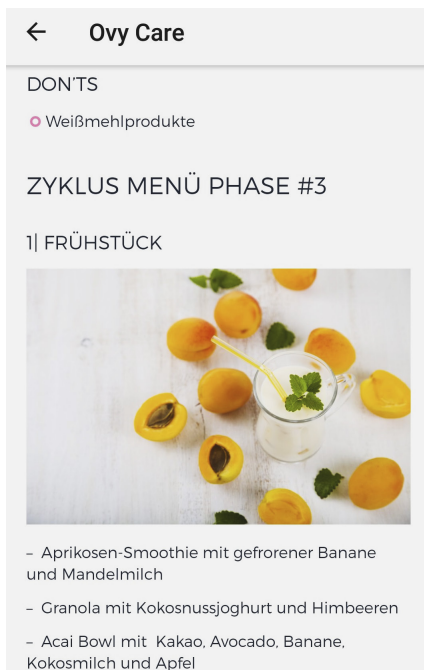 Ovy Care
DON'TS
Weißmehlprodukte
ZYKLUS MENÜ PHASE #3
1| FRÜHSTÜCK
– Aprikosen-Smoothie mit gefrorener Banane
und Mandelmilch
– Granola mit Kokosnussjoghurt und Himbeeren
– Acai Bowl mit Kakao, Avocado, Banane,
Kokosmilch und Apfel